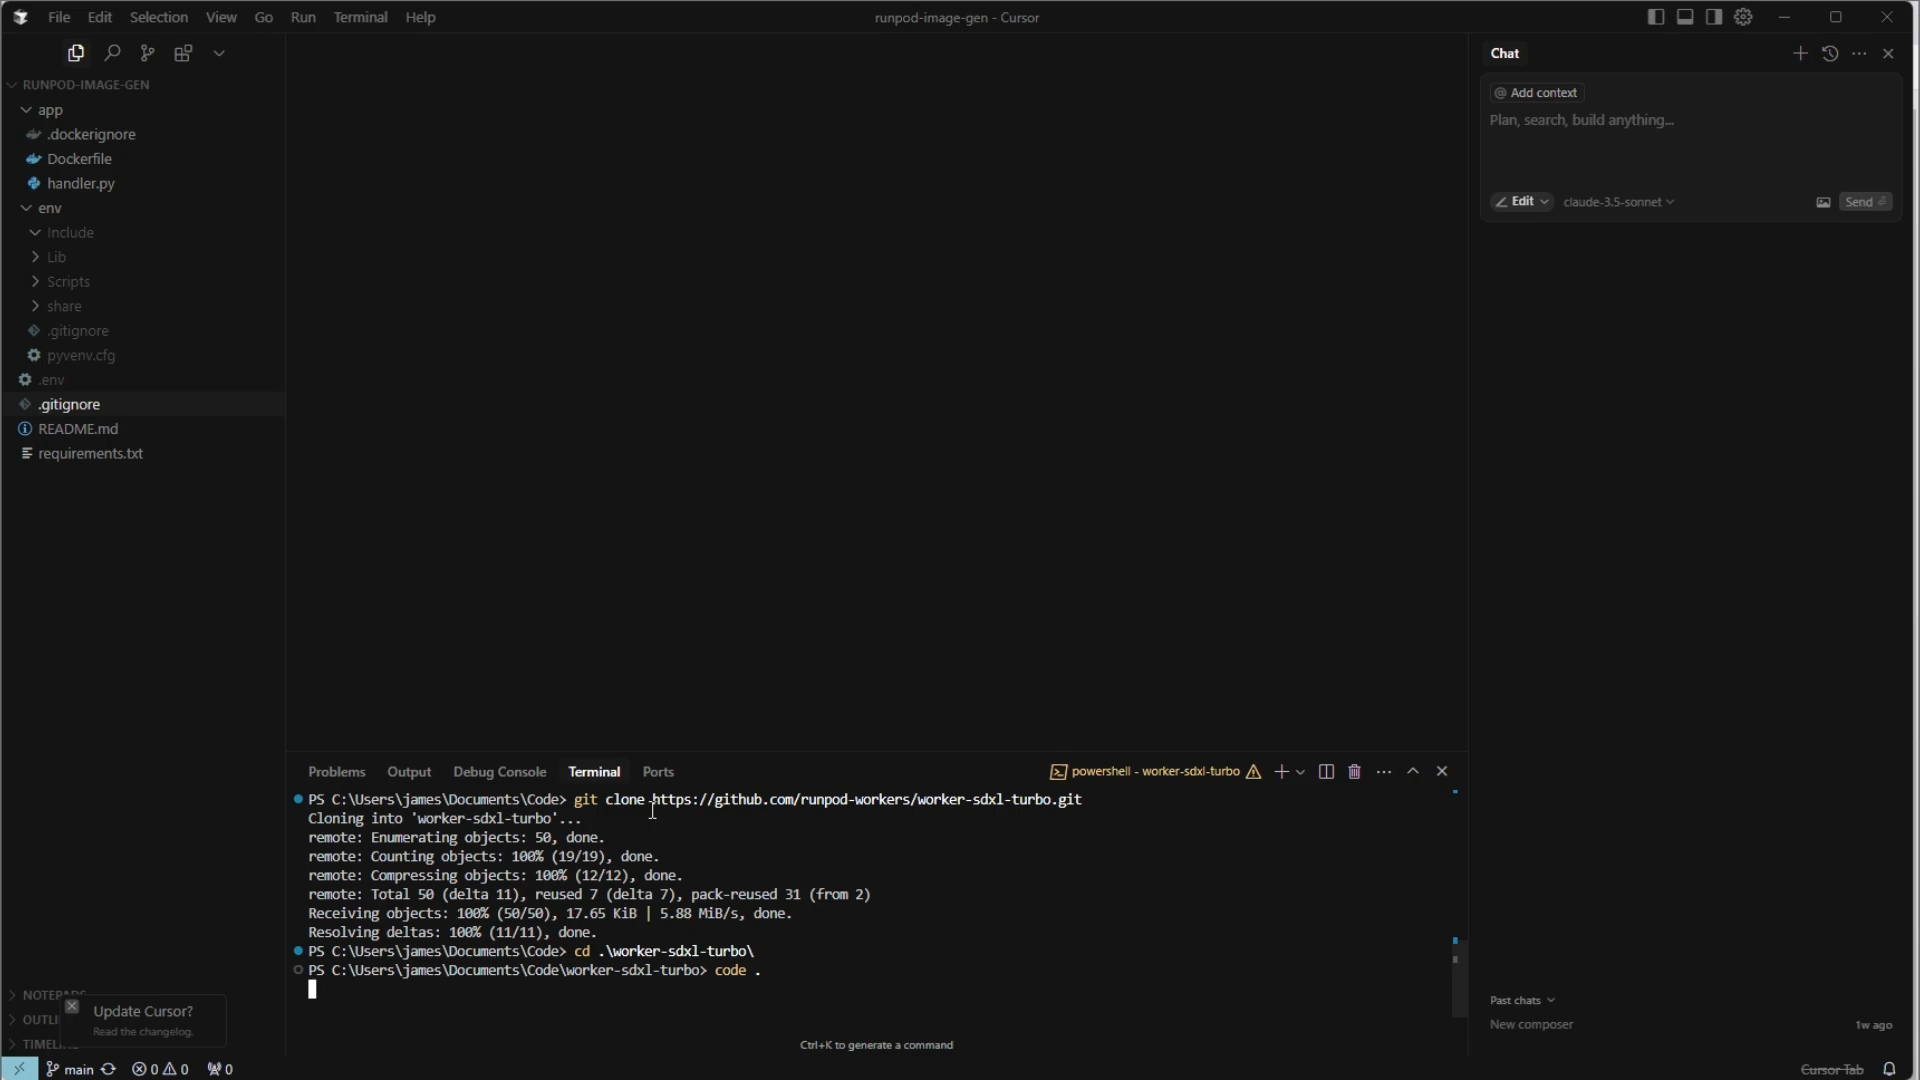 File Edit Selection View Go Run Terminal Help
runpod-image-gen - Cursor
RUNPOD-IMAGE-GEN
app
.dockerignore
Dockerfile
handler.py
env
Include
Lib
Scripts
share
.gitignore
pyvenv.cfg
.env
.gitignore
README.md
requirements.txt
NOTEPADS
OUTLI
TIMEL
Update Cursor?
Read the changelog.
Problems Output Debug Console Terminal Ports
powershell - worker-sdxl-turbo
PS C:\Users\james\Documents\Code> git clone https://github.com/runpod-workers/worker-sdxl-turbo.git
Cloning into 'worker-sdxl-turbo'...
remote: Enumerating objects: 50, done.
remote: Counting objects: 100% (19/19), done.
remote: Compressing objects: 100% (12/12), done.
remote: Total 50 (delta 11), reused 7 (delta 7), pack-reused 31 (from 2)
Receiving objects: 100% (50/50), 17.65 KiB | 5.88 MiB/s, done.
Resolving deltas: 100% (11/11), done.
PS C:\Users\james\Documents\Code> cd .\worker-sdxl-turbo\
PS C:\Users\james\Documents\Code\worker-sdxl-turbo> code .
Ctrl+K to generate a command
Chat
@ Add context
Plan, search, build anything...
Edit claude-3.5-sonnet
Send
Past chats
New composer 1w ago
main 0 0 0
Cursor Tab